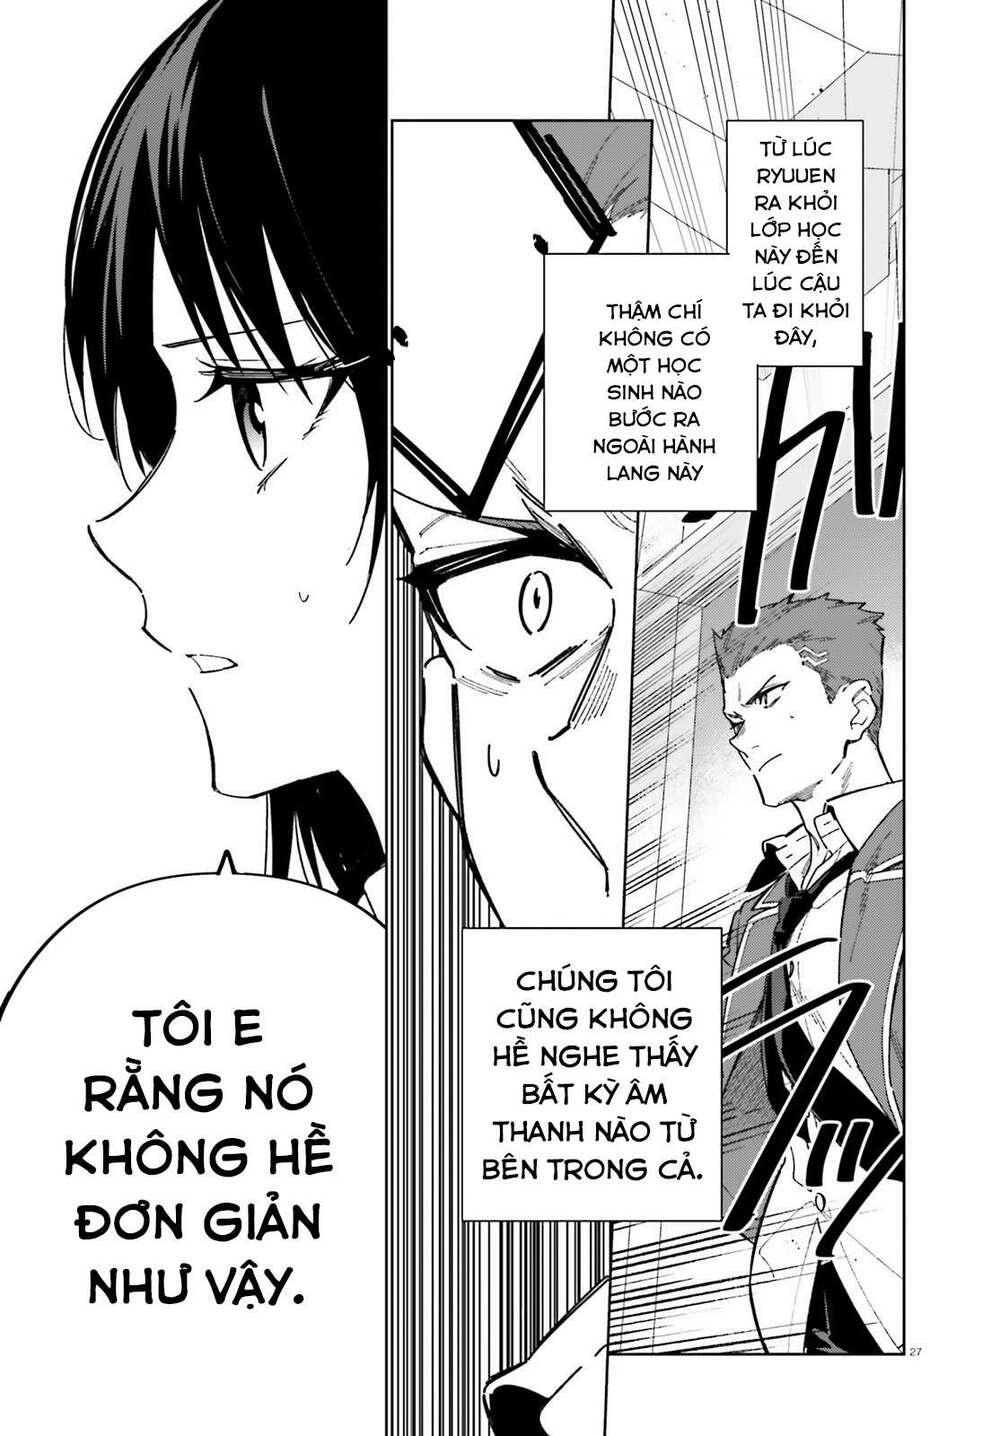 TỪ LÚC
RYUUEN
RA KHỎI
LỚP HỌC
NÀY ĐẾN
LÚC CẬU
TA ĐI KHỎI
ĐÂY,
THẬM CHÍ
KHÔNG CÓ
MỘT HỌC
SINH NÀO
BƯỚC RA
NGOÀI HÀNH
LANG NÀY
CHÚNG TÔI
CŨNG KHÔNG
HỀ NGHE THẤY
BẤT KỲ ÂM
THANH NÀO TỪ
BÊN TRONG CẢ.
TÔI E
RẰNG NÓ
KHÔNG HỀ
ĐƠN GIẢN
NHƯ VẬY.
27